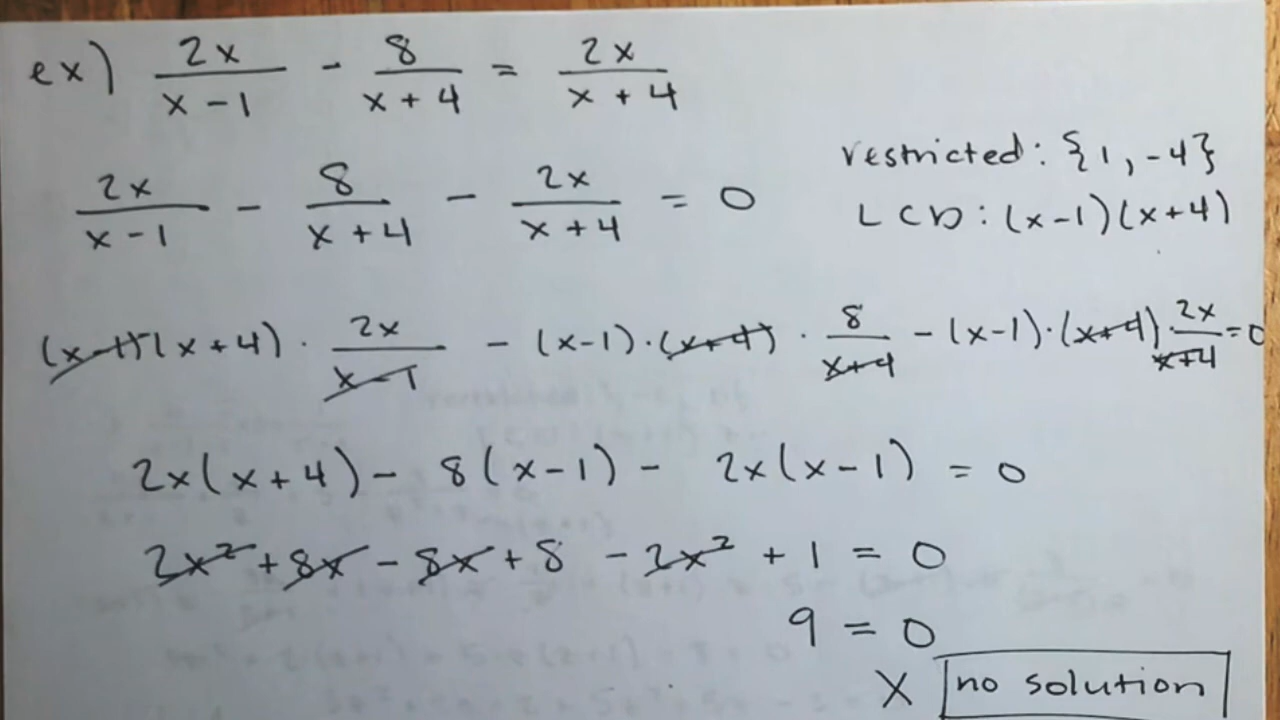 ex) 2x/(x-1) - 8/(x+4) = 2x/(x+4)
restricted: {1, -4}
2x/(x-1) - 8/(x+4) - 2x/(x+4) = 0
LCD: (x-1)(x+4)
(x-1)(x+4) · 2x/(x-1) - (x-1)·(x+4) · 8/(x+4) - (x-1)·(x+4) · 2x/(x+4) = 0
2x(x+4) - 8(x-1) - 2x(x-1) = 0
2x² + 8x - 8x + 8 - 2x² + 1 = 0
9 = 0
X no solution